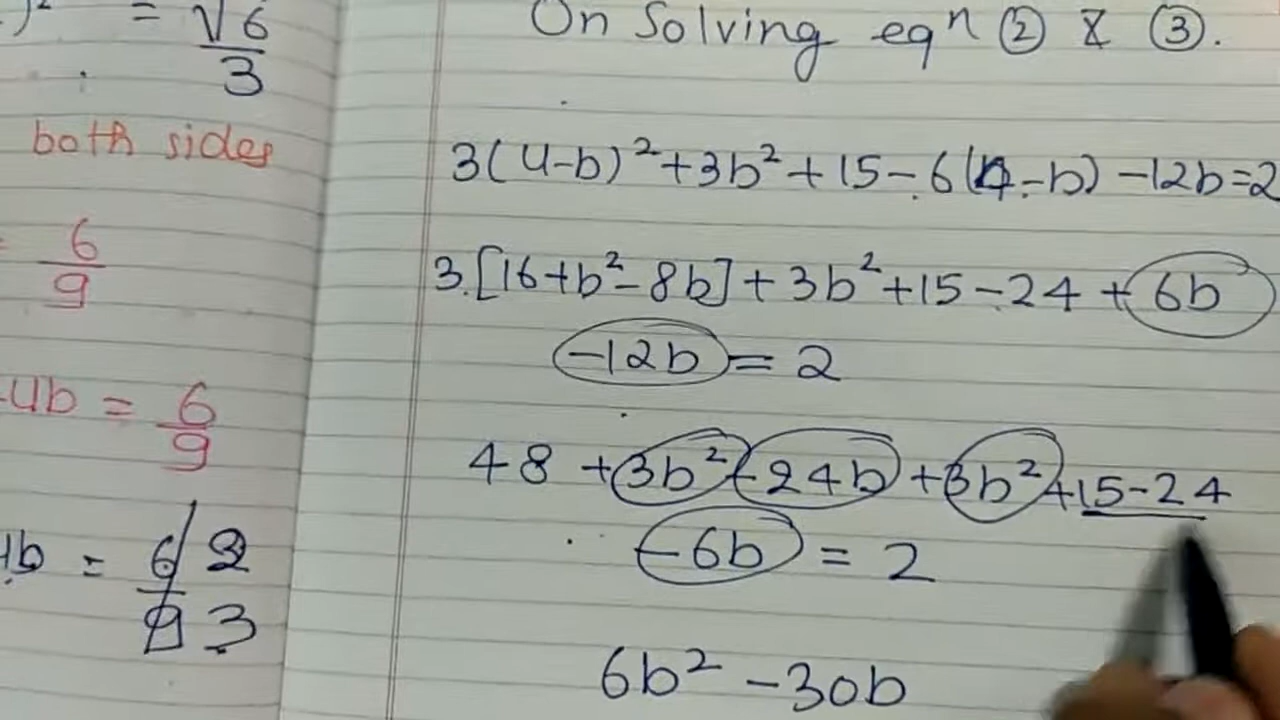 )² = √6/3
both sides
= 6/9
-4b = 6/9
4b = 6/9 2/3
On Solving eqⁿ ② & ③.
3(4-b)² + 3b² + 15 - 6(4-b) - 12b = 2
3.[16+b²-8b] + 3b² + 15 - 24 + 6b
-12b = 2
48 + 3b² - 24b + 3b² + 15 - 24
-6b = 2
6b² - 30b